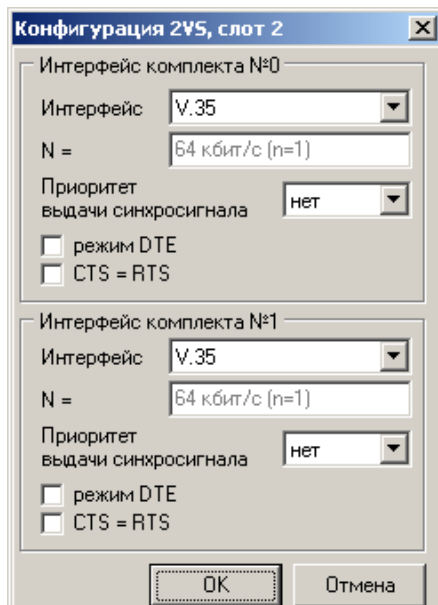 Конфигурация 2VS, слот 2
Интерфейс комплекта №0
Интерфейс V.35
N = 64 кбит/с (n=1)
Приоритет
выдачи синхросигнала нет
режим DTE
CTS = RTS
Интерфейс комплекта №1
Интерфейс V.35
N = 64 кбит/с (n=1)
Приоритет
выдачи синхросигнала нет
режим DTE
CTS = RTS
OK Отмена